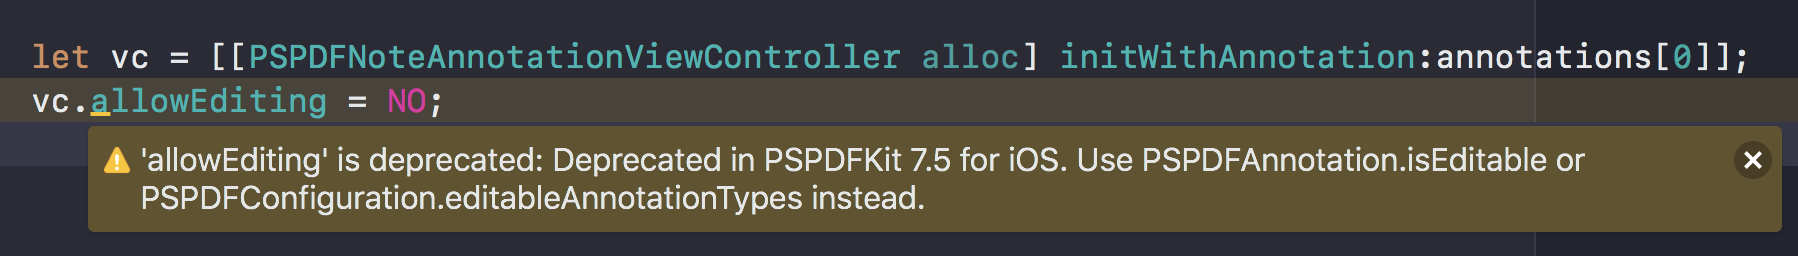 let vc = [[PSPDFNoteAnnotationViewController alloc] initWithAnnotation:annotations[0]];
vc.allowEditing = NO;
'allowEditing' is deprecated: Deprecated in PSPDFKit 7.5 for iOS. Use PSPDFAnnotation.isEditable or
PSPDFConfiguration.editableAnnotationTypes instead.